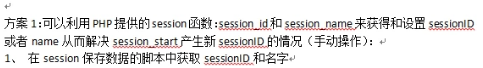 方案 1:可以利用 PHP 提供的 session 函数:session_id 和 session_name 未获得和设置 sessionID
或者 name 从而解决 session_start 产生新 sessionID 的情况（手动操作）：
1、 在 session 保存数据的脚本中获取 sessionID 和名字